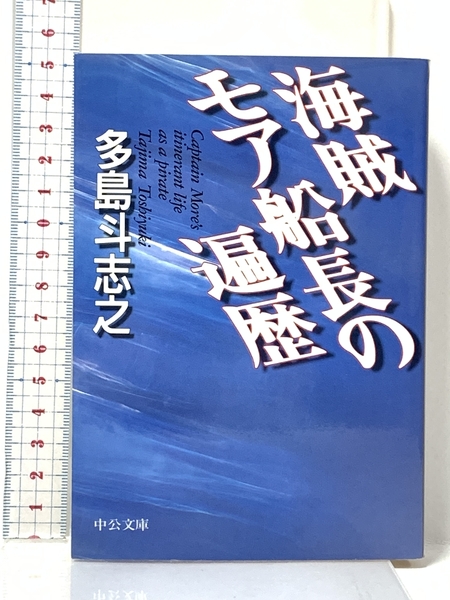 海賊
モア船長の
遍歴
Captain More's
itinerant life
as a pirate
Tajima Toshiyuki
多島斗志之
中公文庫